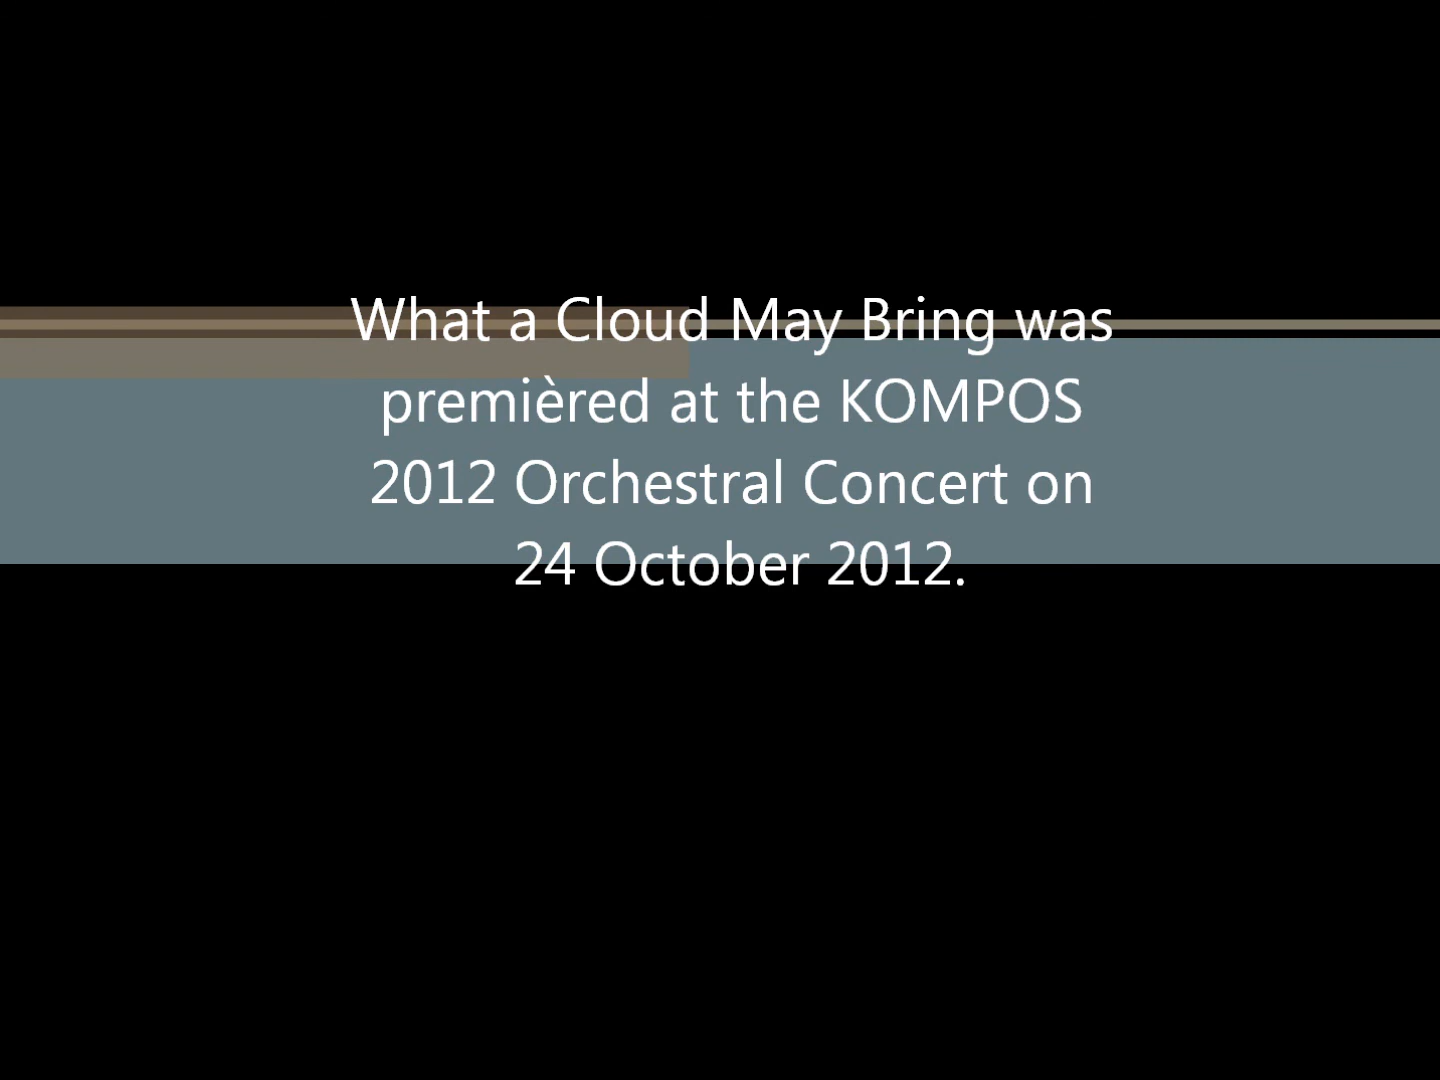 What a Cloud May Bring was
premièred at the KOMPOS
2012 Orchestral Concert on
24 October 2012.